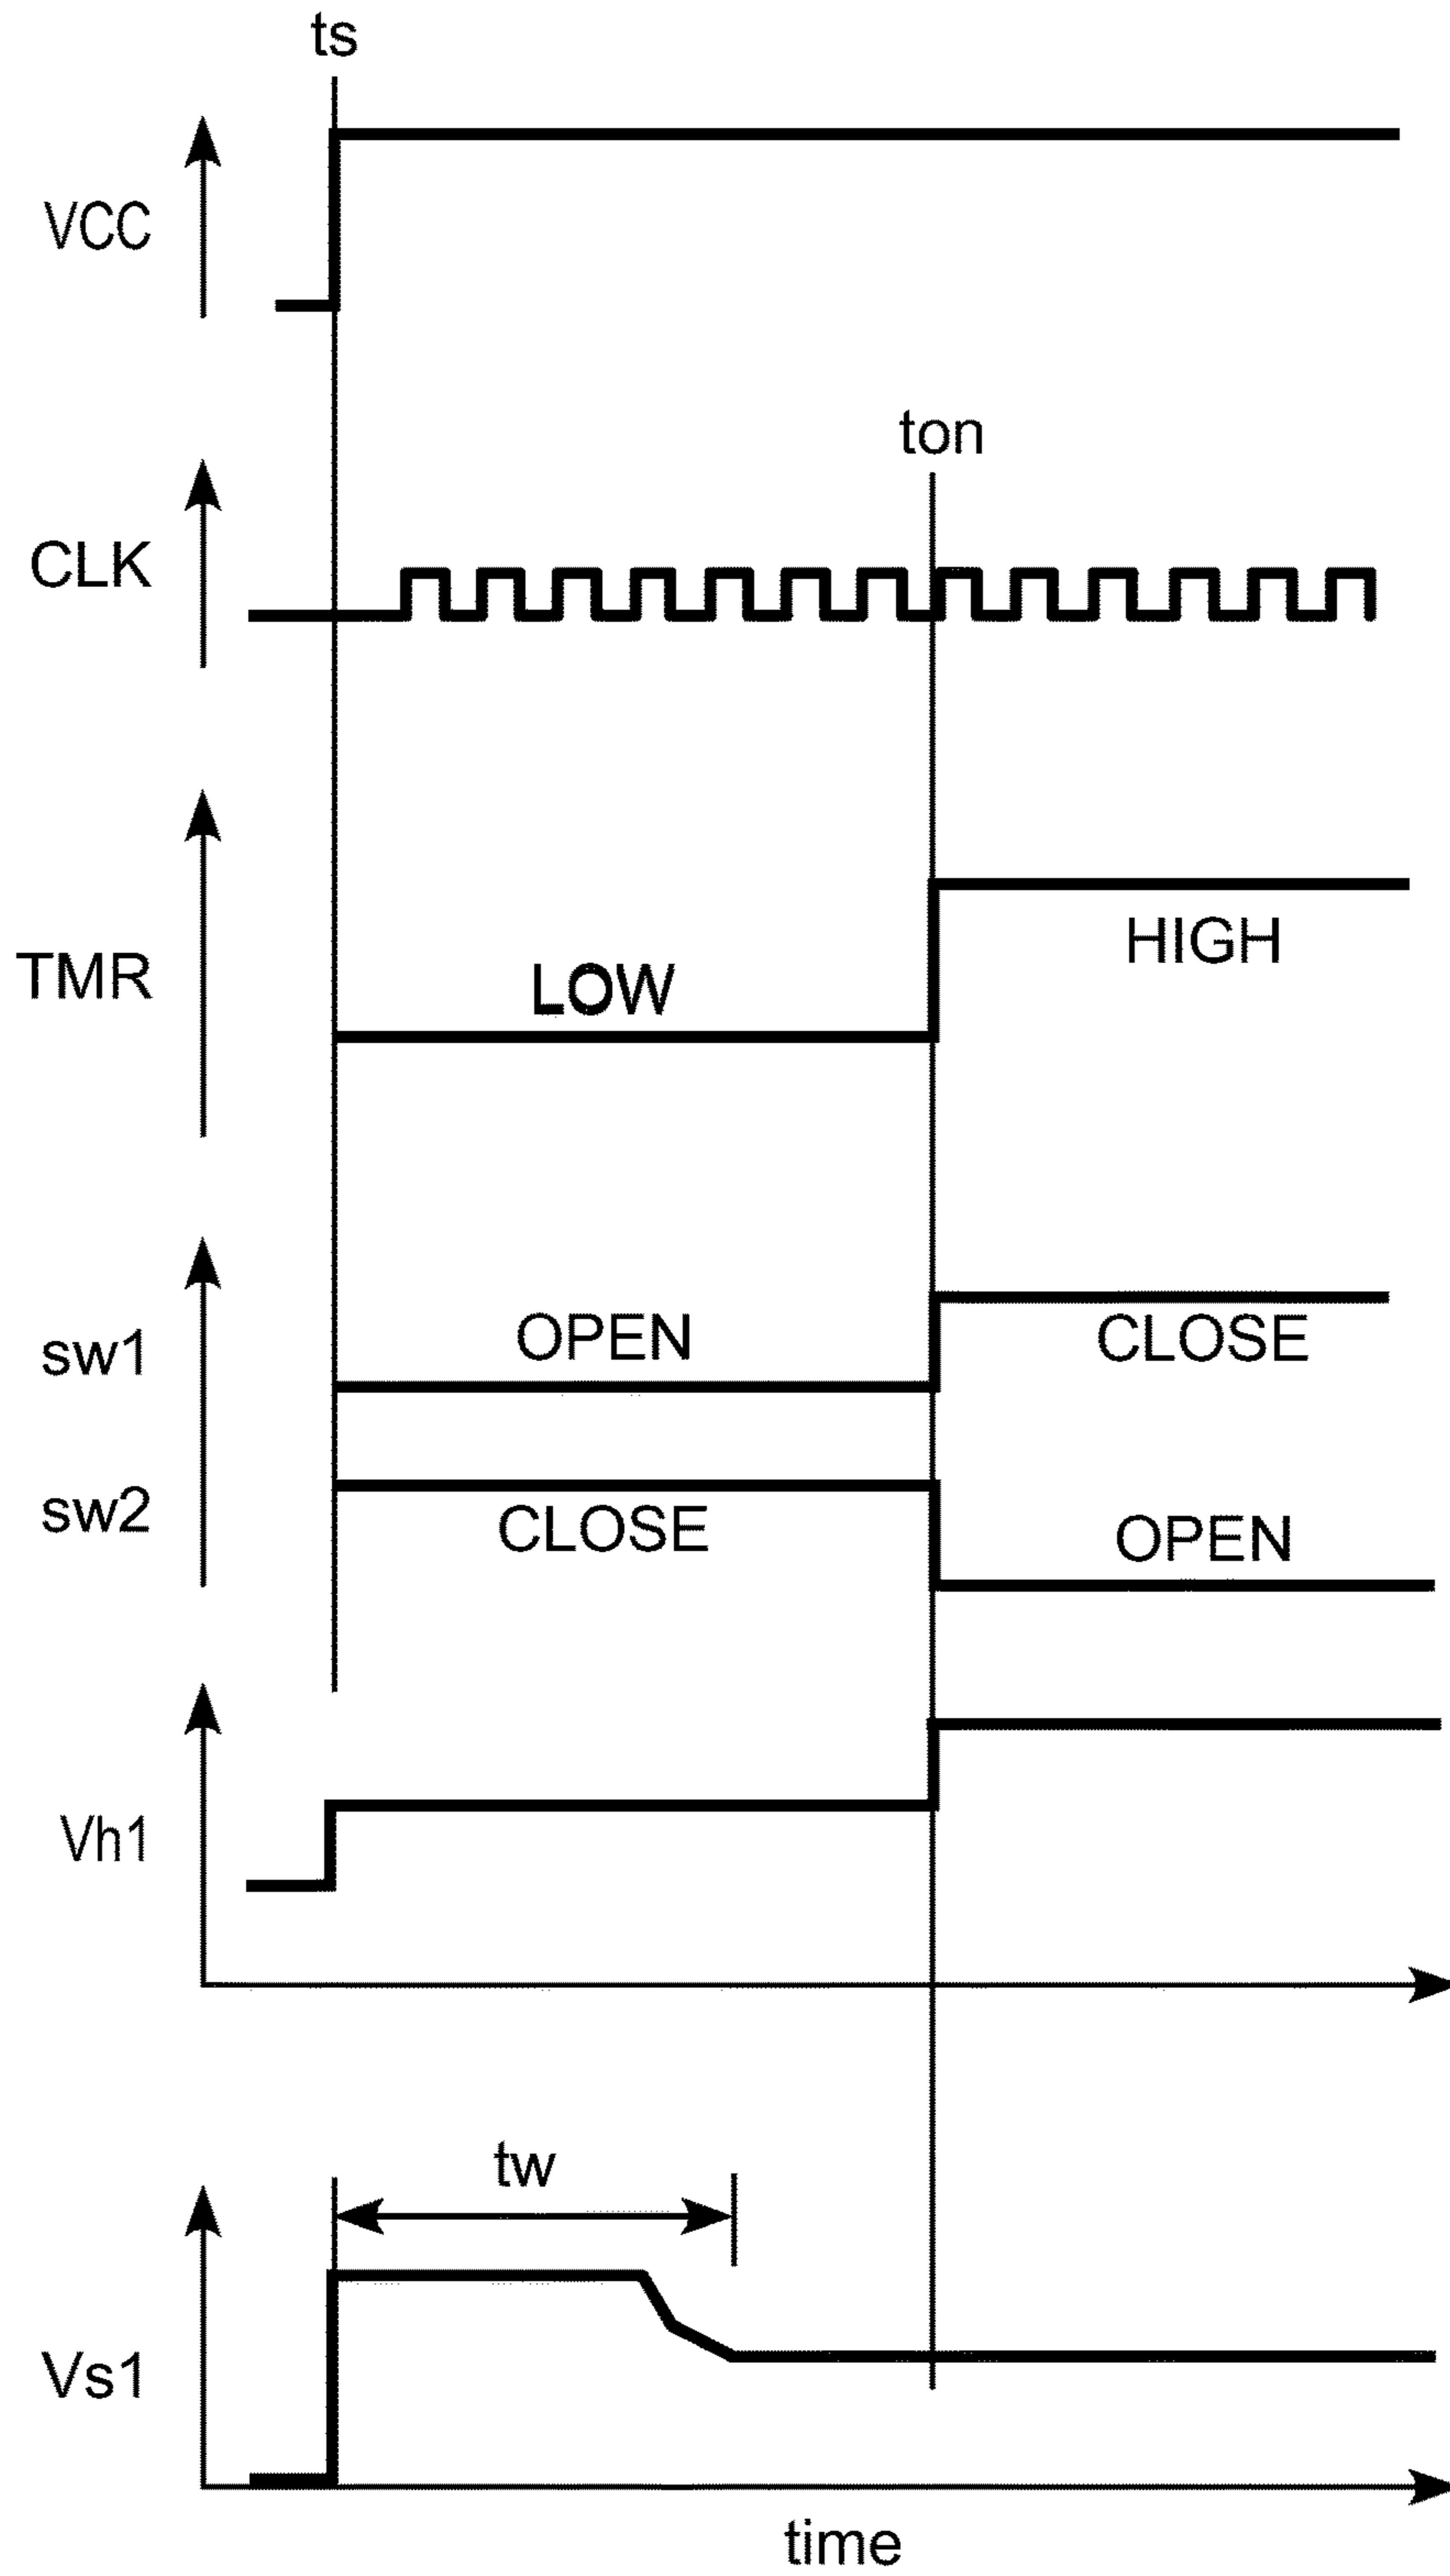 ts
VCC
ton
CLK
TMR
LOW
HIGH
sw1
OPEN
CLOSE
sw2
CLOSE
OPEN
Vh1
tw
Vs1
time